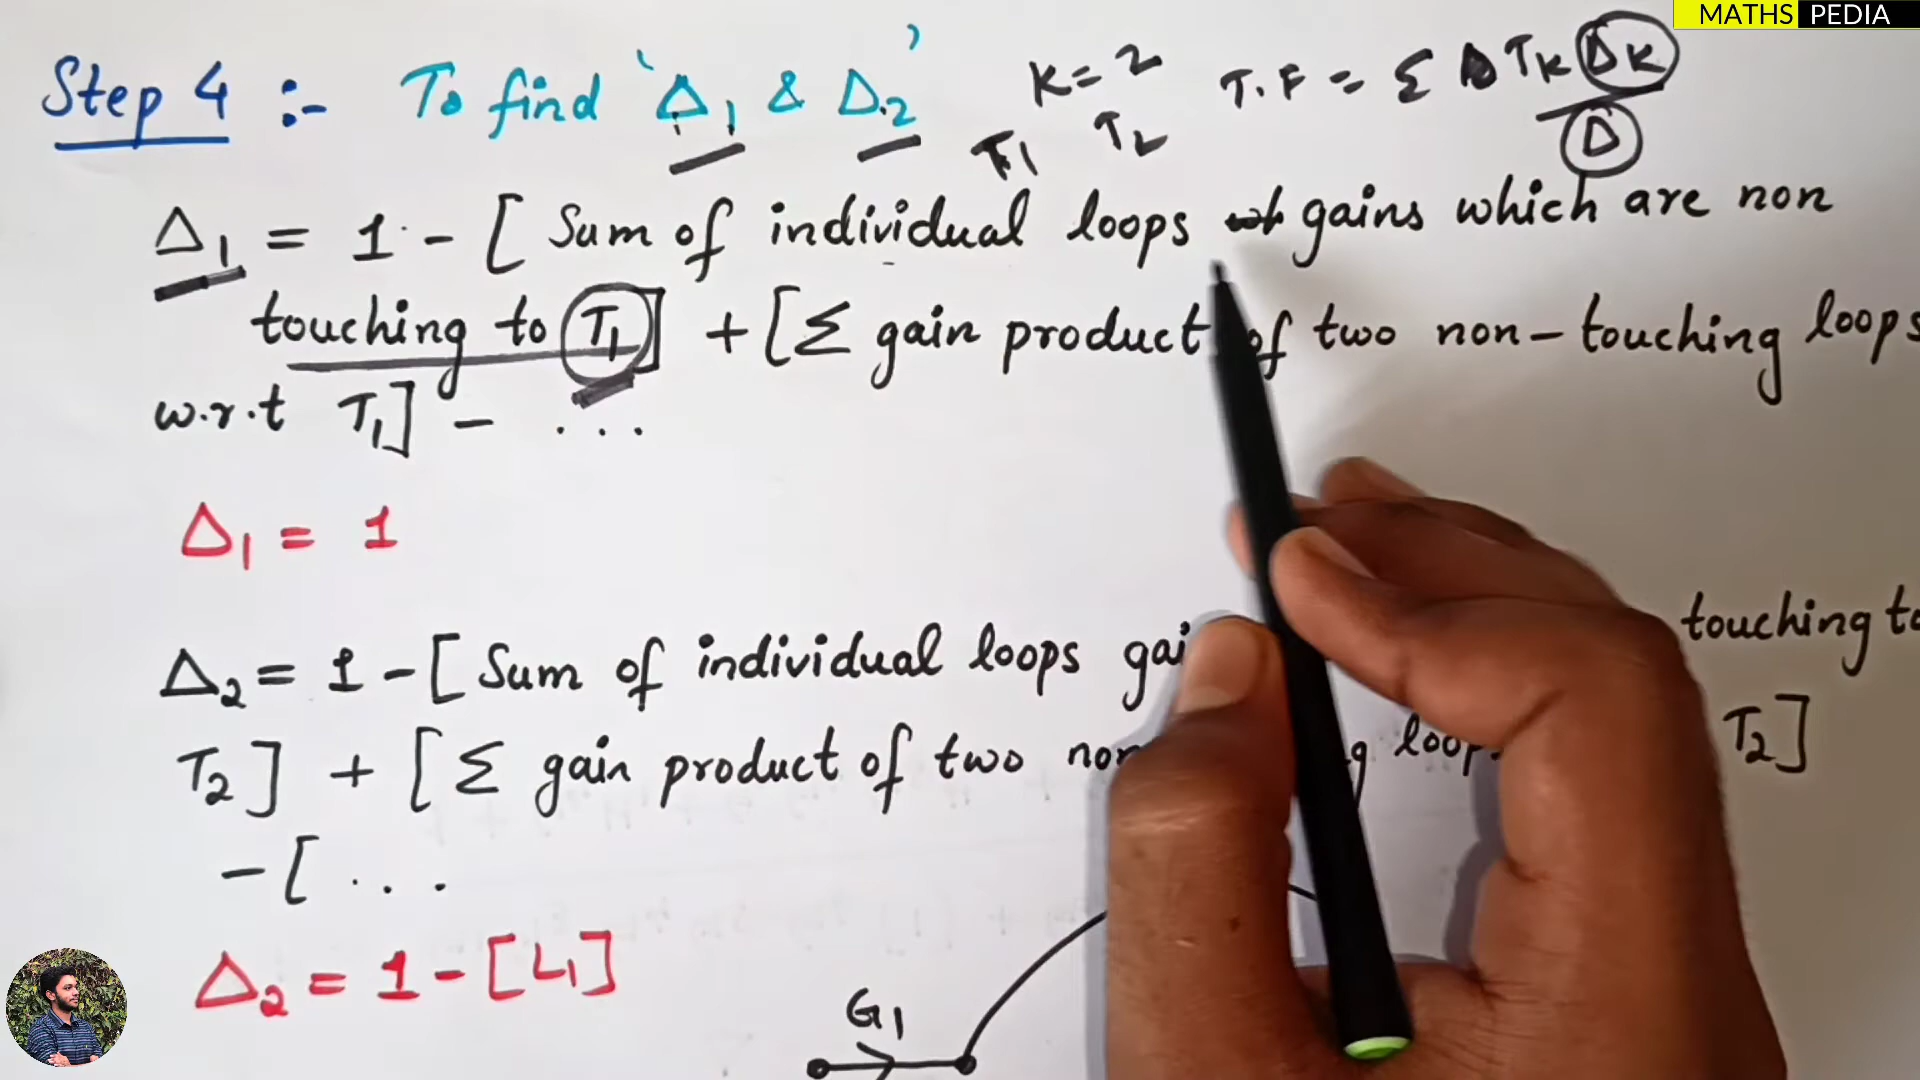 MATHS PEDIA
Step 4 :- To find 'Δ₁ & Δ₂'
K=2
T₁ T₂
T.F = Σ TK ΔK
Δ
Δ₁ = 1 - [ Sum of individual loops gains which are non
touching to T₁] + [Σ gain product of two non-touching loops
w.r.t T₁] - ...
Δ₁ = 1
Δ₂ = 1 - [ Sum of individual loops touching to
T₂ ] + [ Σ gain product of two T₂]
- [ ...
Δ₂ = 1 - [L₁]
G₁